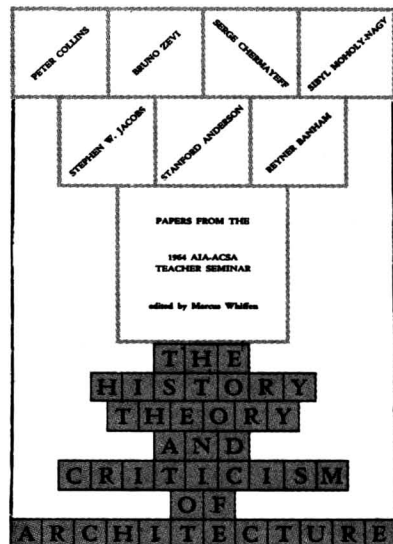 PETER COLLINS
BRUNO ZEVI
SERGE CHERMAYEFF
SIBYL MOHOLY-NAGY
STEPHEN W. JACOBS
STANFORD ANDERSON
REYNER BANHAM
PAPERS FROM THE
1964 AIA-ACSA
TEACHER SEMINAR
edited by Marcus Whiffen
THE
HISTORY
THEORY
AND
CRITICISM
OF
ARCHITECTURE